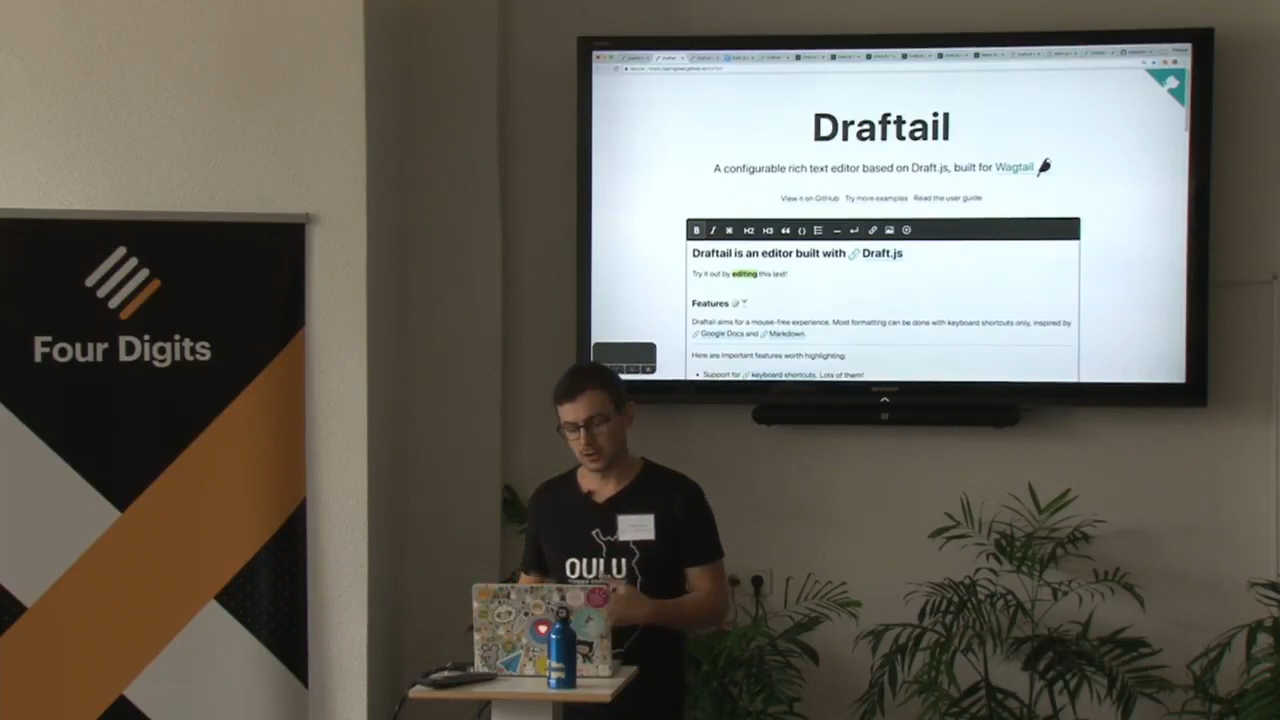 Draftail
A configurable rich text editor based on Draft.js, built for Wagtail
View it on GitHub Try more examples Read the user guide
B I ⌘ H2 H3 “ {}
Draftail is an editor built with Draft.js
Try it out by editing this text!
Features
Draftail aims for a mouse-free experience. Most formatting can be done with keyboard shortcuts only, inspired by
Google Docs and Markdown.
Here are important features worth highlighting:
• Support for keyboard shortcuts. Lots of them!
Four Digits
OULU